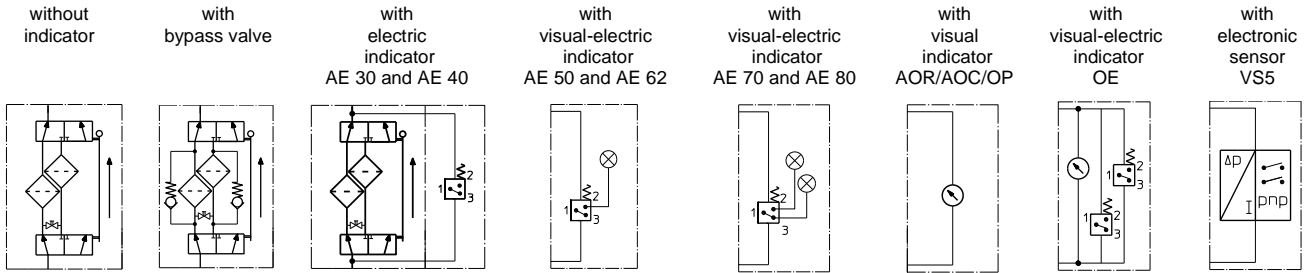 without
indicator
with
bypass valve
with
electric
indicator
AE 30 and AE 40
with
visual-electric
indicator
AE 50 and AE 62
with
visual-electric
indicator
AE 70 and AE 80
with
visual
indicator
AOR/AOC/OP
with
visual-electric
indicator
OE
with
electronic
sensor
VS5
1 2
3
1 2
3
1 2
3
1 2
3
1 2
3
Δp
I
pnp